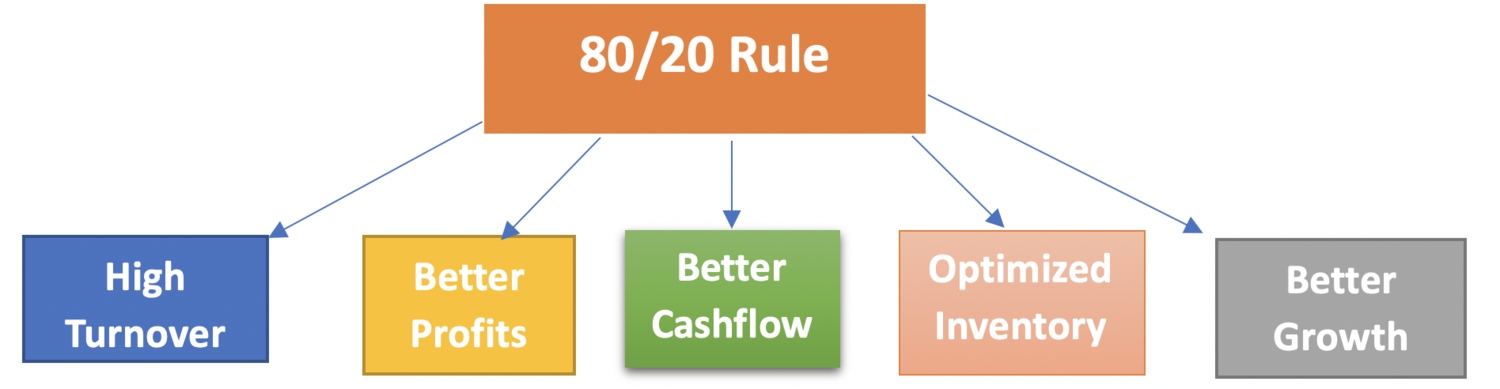 80/20 Rule
High
Turnover
Better
Profits
Better
Cashflow
Optimized
Inventory
Better
Growth